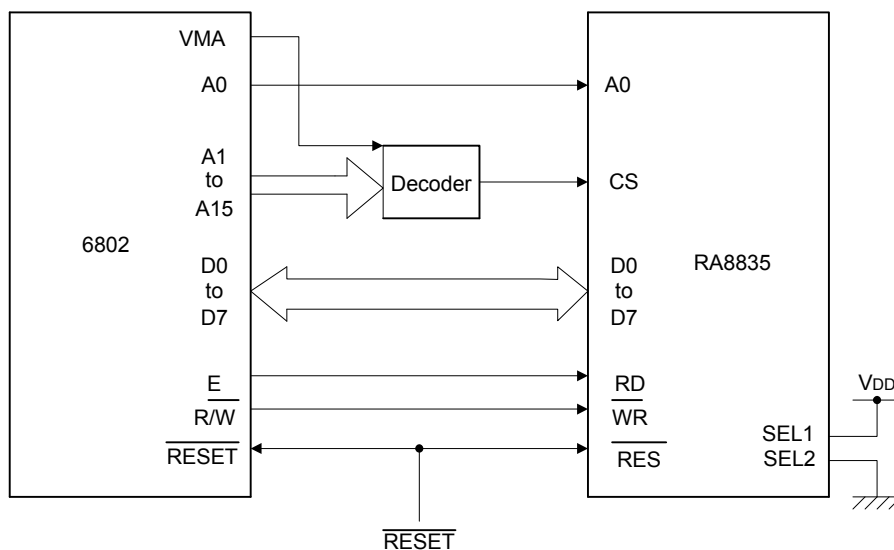 VMA
A0
A1
to
A15
6802
D0
to
D7
E
R/W
RESET
Decoder
A0
CS
RA8835
D0
to
D7
RD
WR
RES
VDD
SEL1
SEL2
RESET